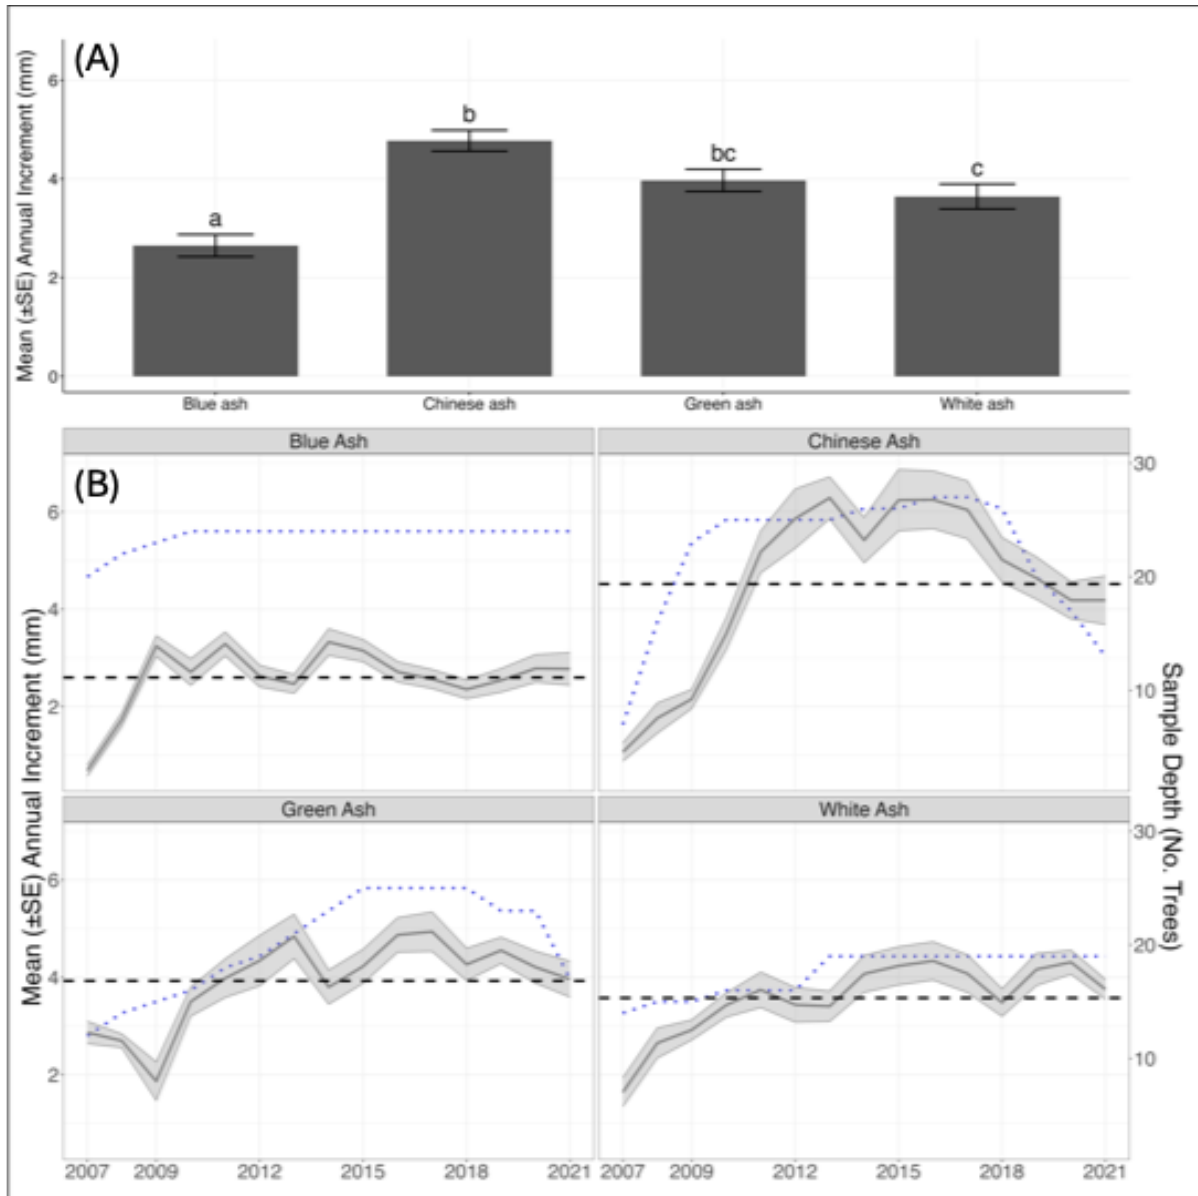 (A)
Mean (±SE) Annual Increment (mm)
6
4
2
0
a
b
bc
c
Blue ash
Chinese ash
Green ash
White ash
(B)
Mean (±SE) Annual Increment (mm)
Blue Ash
Chinese Ash
6
4
2
30
20
10
Green Ash
White Ash
6
4
2
30
20
10
Sample Depth (No. Trees)
2007 2009 2012 2015 2018 2021
2007 2009 2012 2015 2018 2021